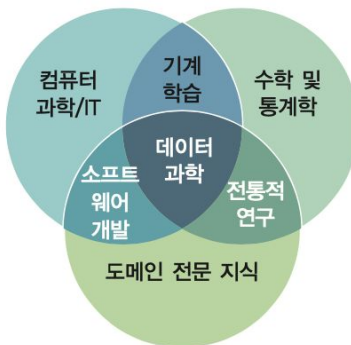 컴퓨터
과학/IT
기계
학습
수학 및
통계학
데이터
과학
소프트
웨어
개발
전통적
연구
도메인 전문 지식